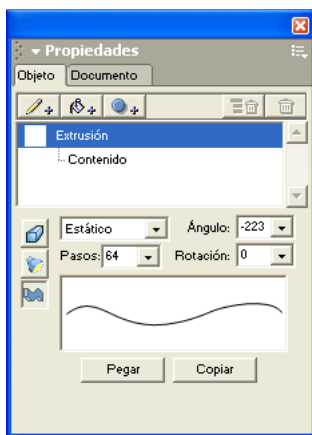 Propiedades
Objeto Documento
Extrusión
Contenido
Estático Ángulo: -223
Pasos: 64 Rotación: 0
Pegar Copiar